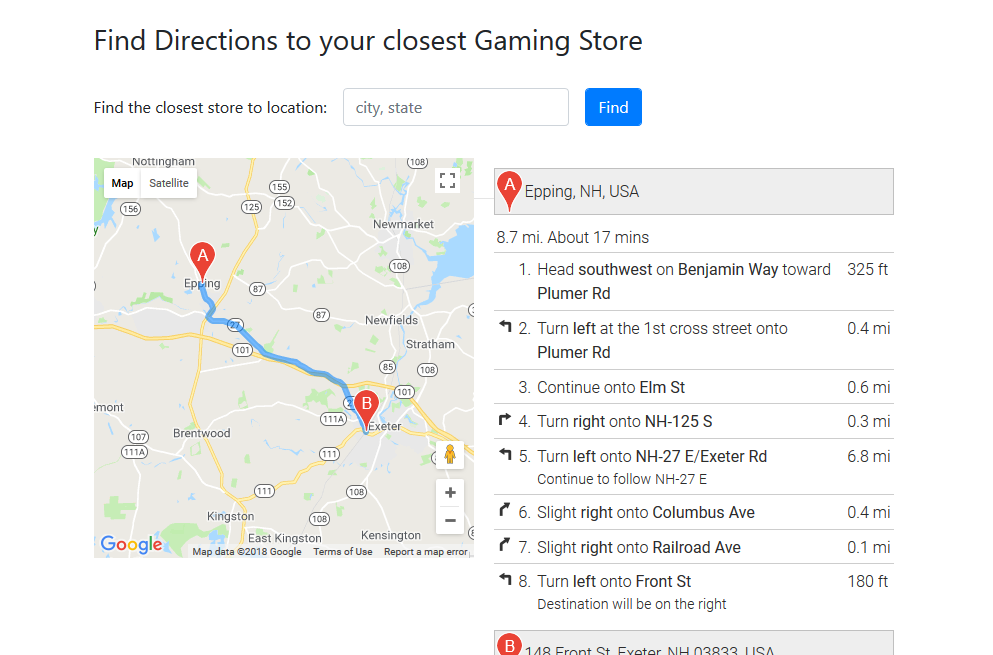 Find Directions to your closest Gaming Store
Find the closest store to location:
city, state
Find
Nottingham
Map
Satellite
108
155
152
156
125
Newmarket
A
108
Epping
87
87
27
Newfields
101
Stratham
85
108
101
B
111A
Exeter
107
Brentwood
111A
111
111
108
Kingston
108
East Kingston
Kensington
Google
Map data ©2018 Google
Terms of Use
Report a map error
A
Epping, NH, USA
8.7 mi. About 17 mins
1. Head southwest on Benjamin Way toward Plumer Rd 325 ft
2. Turn left at the 1st cross street onto Plumer Rd 0.4 mi
3. Continue onto Elm St 0.6 mi
4. Turn right onto NH-125 S 0.3 mi
5. Turn left onto NH-27 E/Exeter Rd 6.8 mi
Continue to follow NH-27 E
6. Slight right onto Columbus Ave 0.4 mi
7. Slight right onto Railroad Ave 0.1 mi
8. Turn left onto Front St 180 ft
Destination will be on the right
B
148 Front St, Exeter, NH 03833, USA